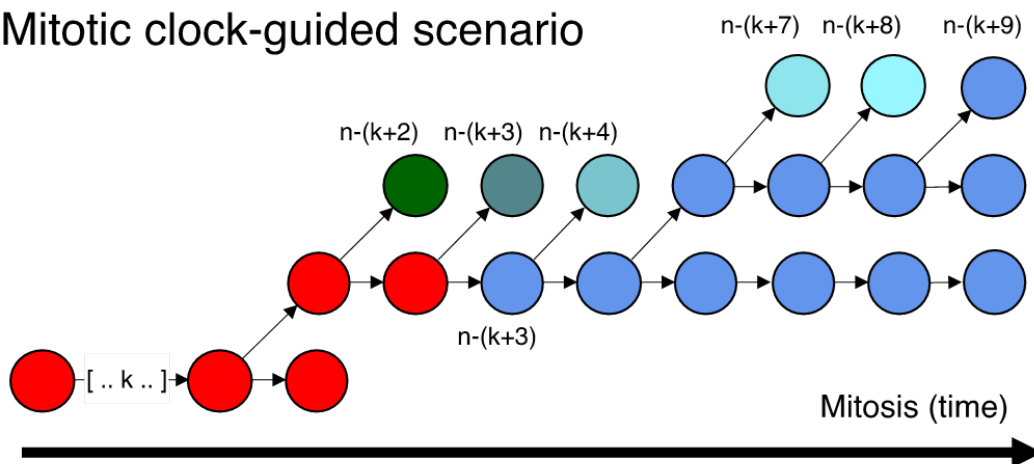 Mitotic clock-guided scenario
n-(k+7) n-(k+8) n-(k+9)
n-(k+2) n-(k+3) n-(k+4)
n-(k+3)
[ .. k .. ]
Mitosis (time)